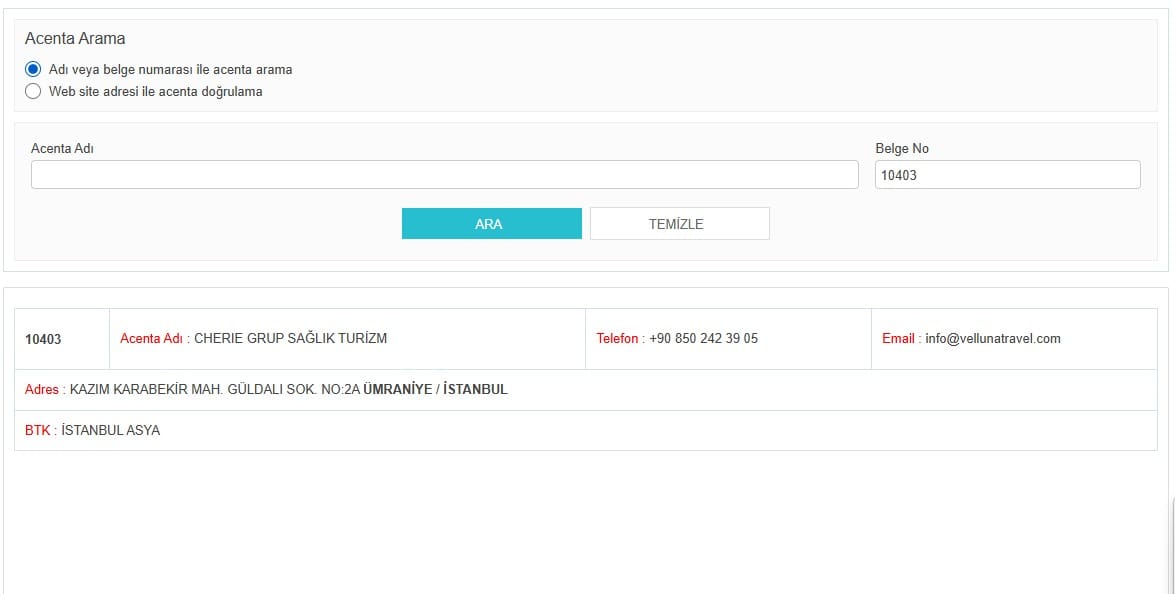 Acenta Arama
Adı veya belge numarası ile acenta arama
Web site adresi ile acenta doğrulama
Acenta Adı
Belge No
10403
ARA
TEMİZLE
10403
Acenta Adı : CHERIE GRUP SAĞLIK TURİZM
Telefon : +90 850 242 39 05
Email : info@vellunatravel.com
Adres : KAZIM KARABEKİR MAH. GÜLDALI SOK. NO:2A ÜMRANİYE / İSTANBUL
BTK : İSTANBUL ASYA